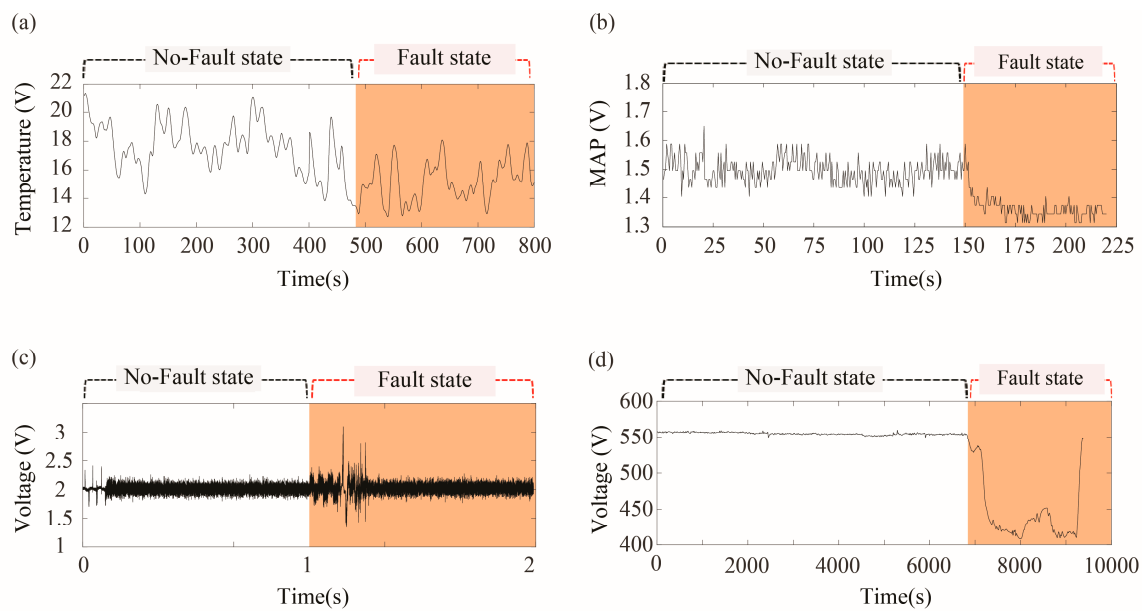 (a)
No-Fault state
Fault state
Temperature (V)
22
20
18
16
14
12
0 100 200 300 400 500 600 700 800
Time(s)
(b)
No-Fault state
Fault state
MAP (V)
1.8
1.7
1.6
1.5
1.4
1.3
0 25 50 75 100 125 150 175 200 225
Time(s)
(c)
No-Fault state
Fault state
Voltage (V)
3
2.5
2
1.5
1
0 1 2
Time(s)
(d)
No-Fault state
Fault state
Voltage (V)
600
550
500
450
400
0 2000 4000 6000 8000 10000
Time(s)